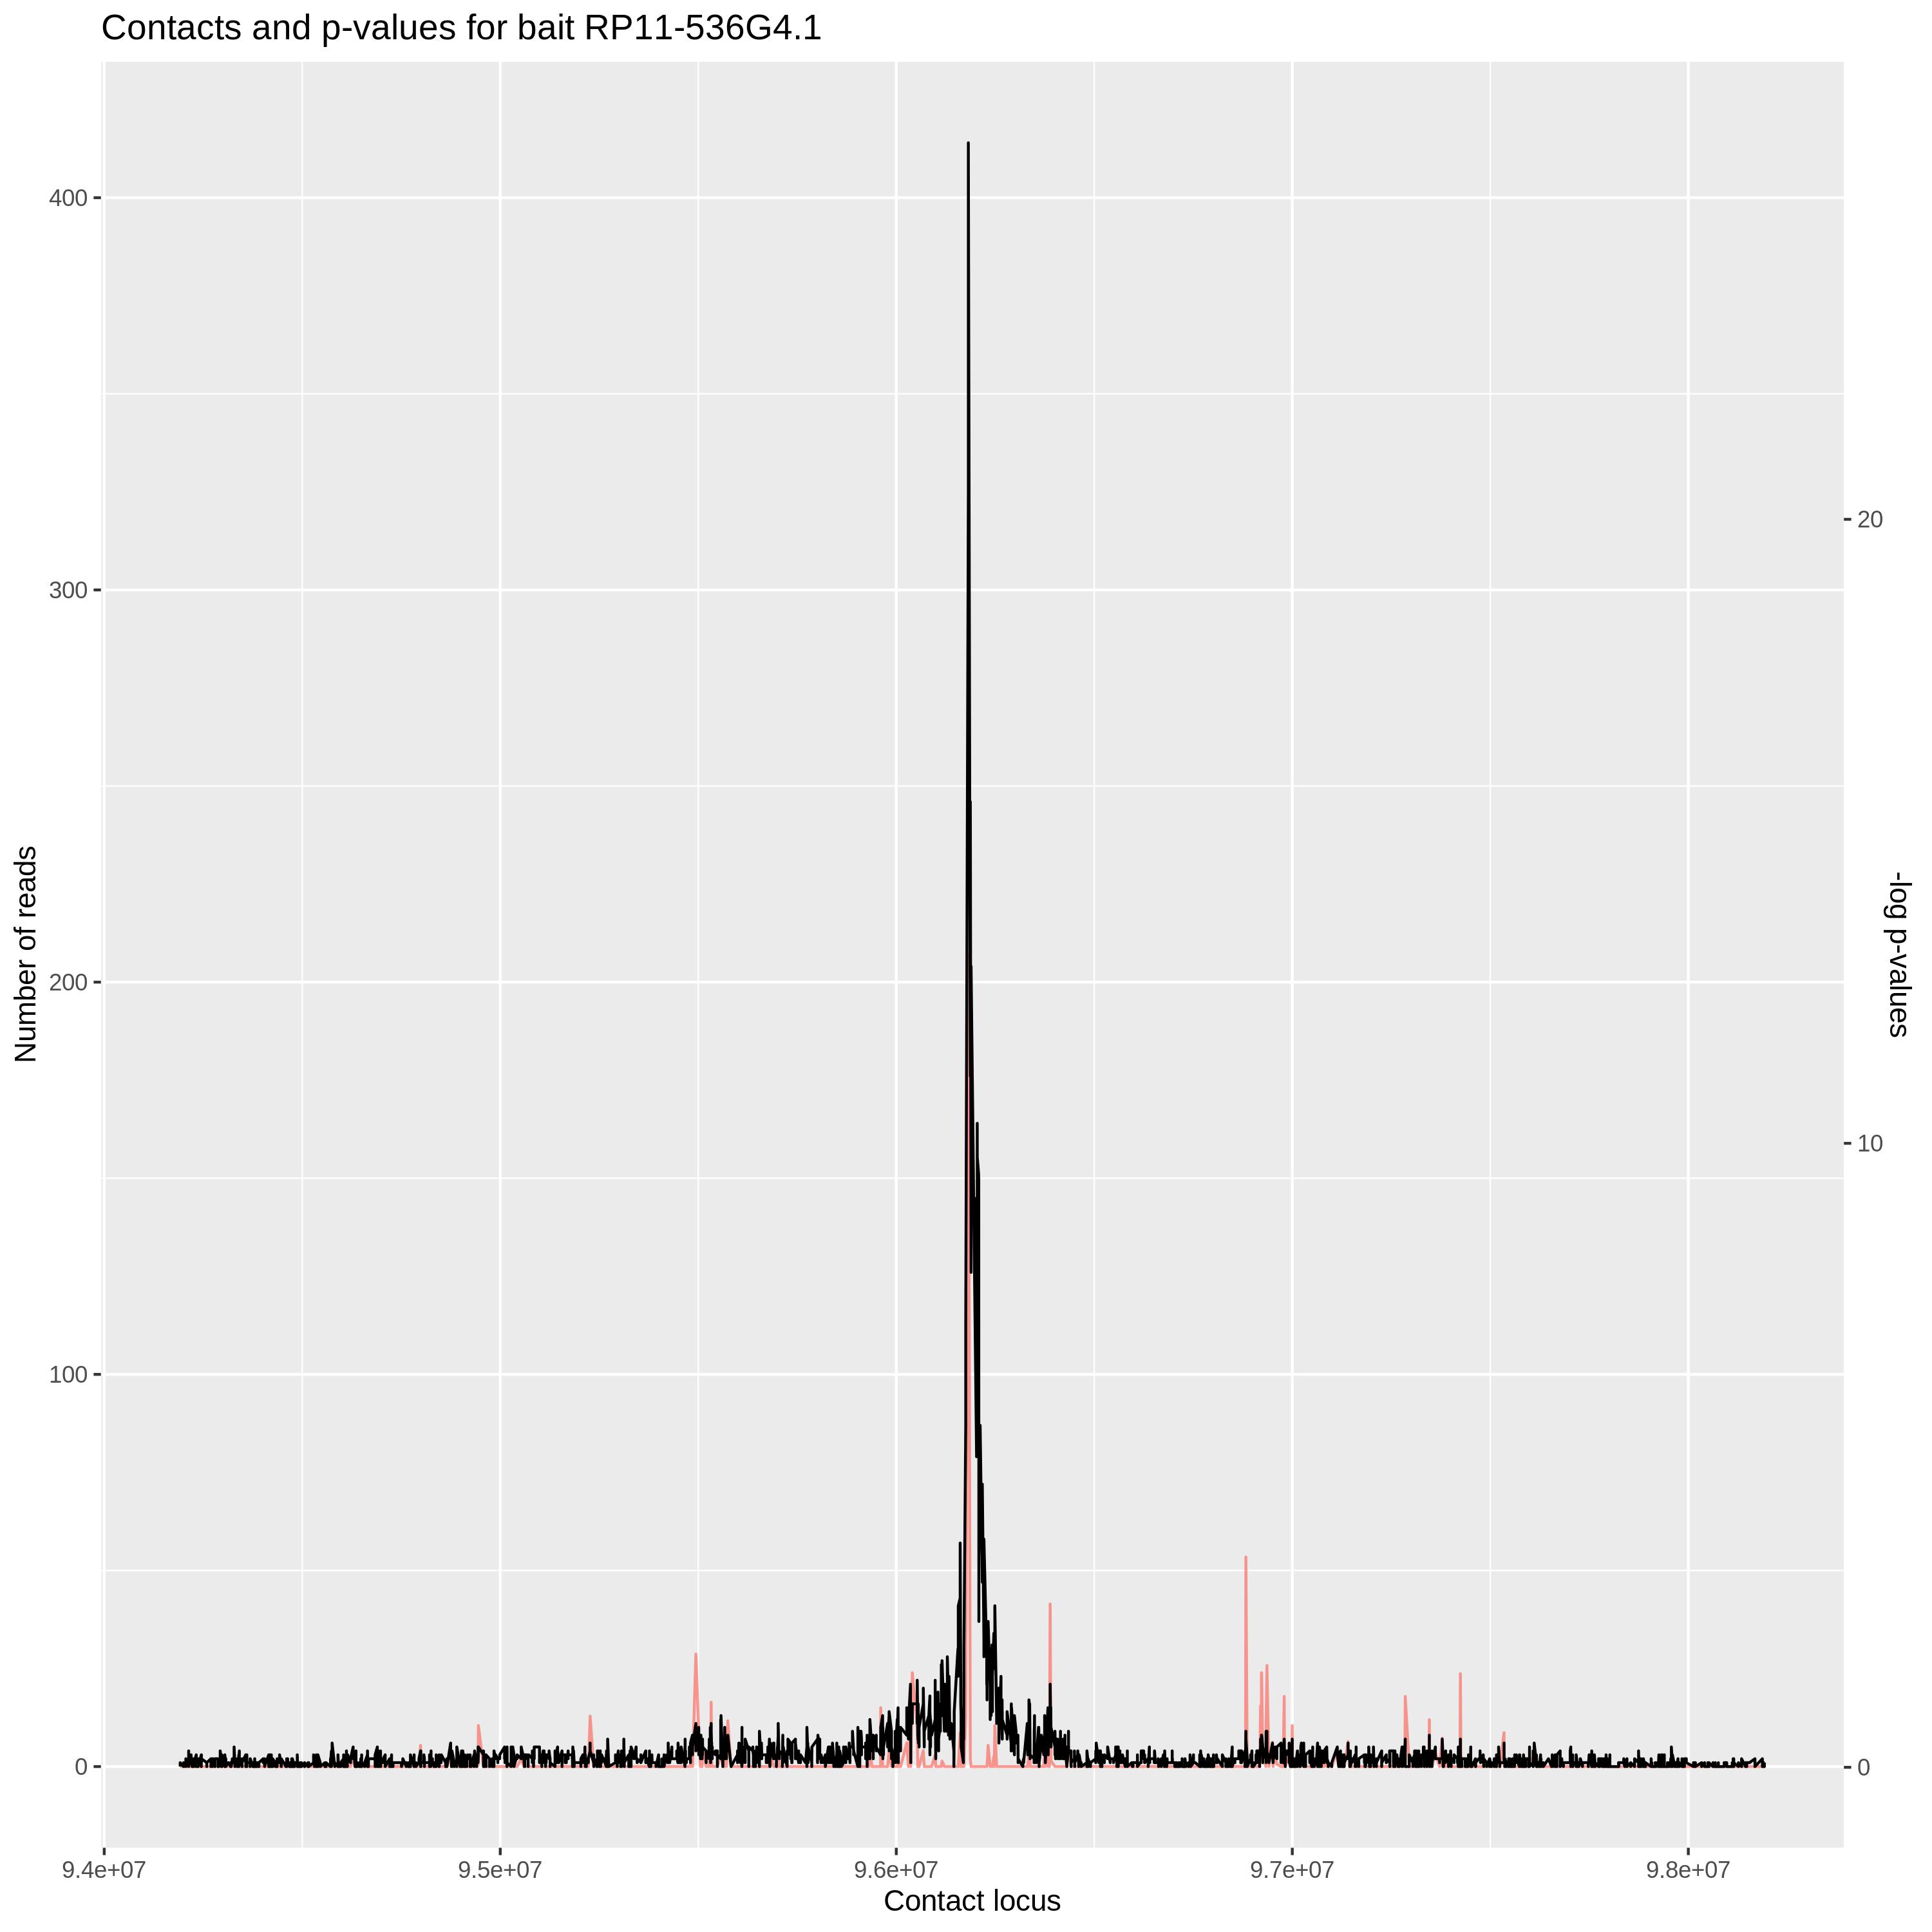 Contacts and p-values for bait RP11-536G4.1
400
300
200
100
0
Number of reads
20
10
0
-log p-values
9.4e+07
9.5e+07
9.6e+07
9.7e+07
9.8e+07
Contact locus